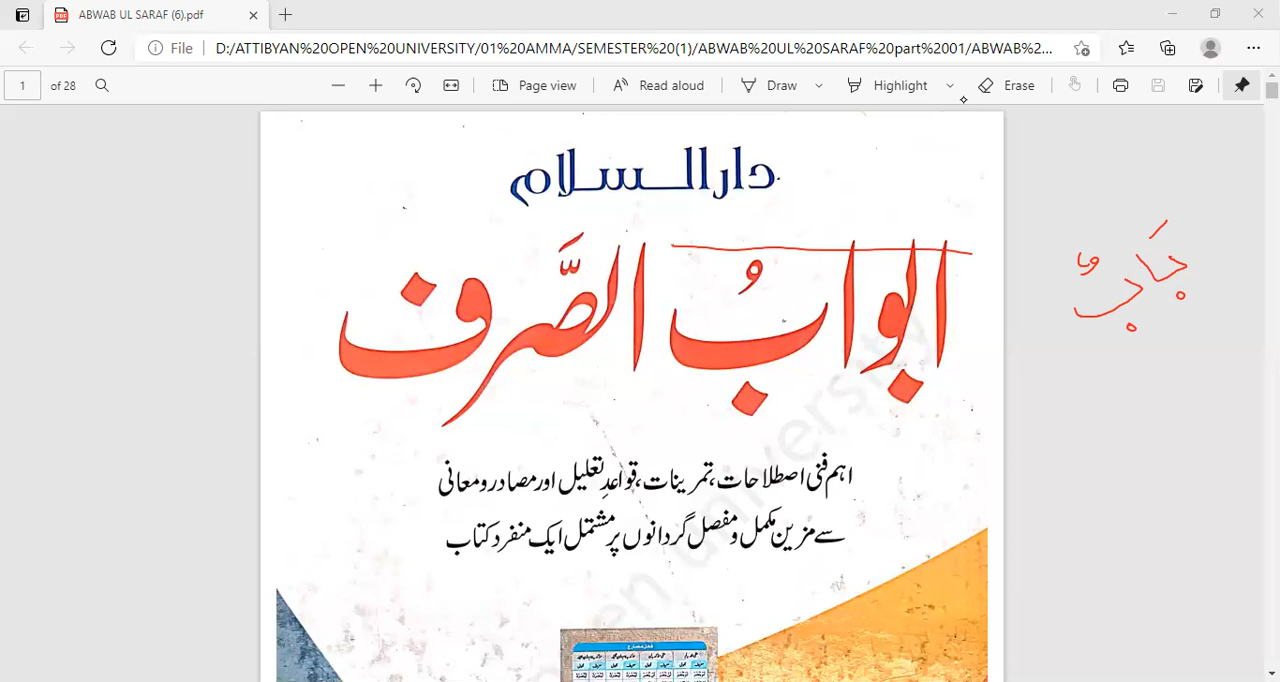 ABWAB UL SARAF (6).pdf
File D:/ATTIBYAN%20OPEN%20UNIVERSITY/01%20AMMA/SEMESTER%20(1)/ABWAB%20UL%20SARAF%20part%2001/ABWAB%2...
1 of 28 Page view Read aloud Draw Highlight Erase
دارالسلام
ابوابُ الصَّرف
اہم فنی اصطلاحات، تمرینات، قواعدِ تعلیل اور مصادر و معانی
سے مزین مکمل و مفصل گردانوں پر مشتمل ایک منفرد کتاب